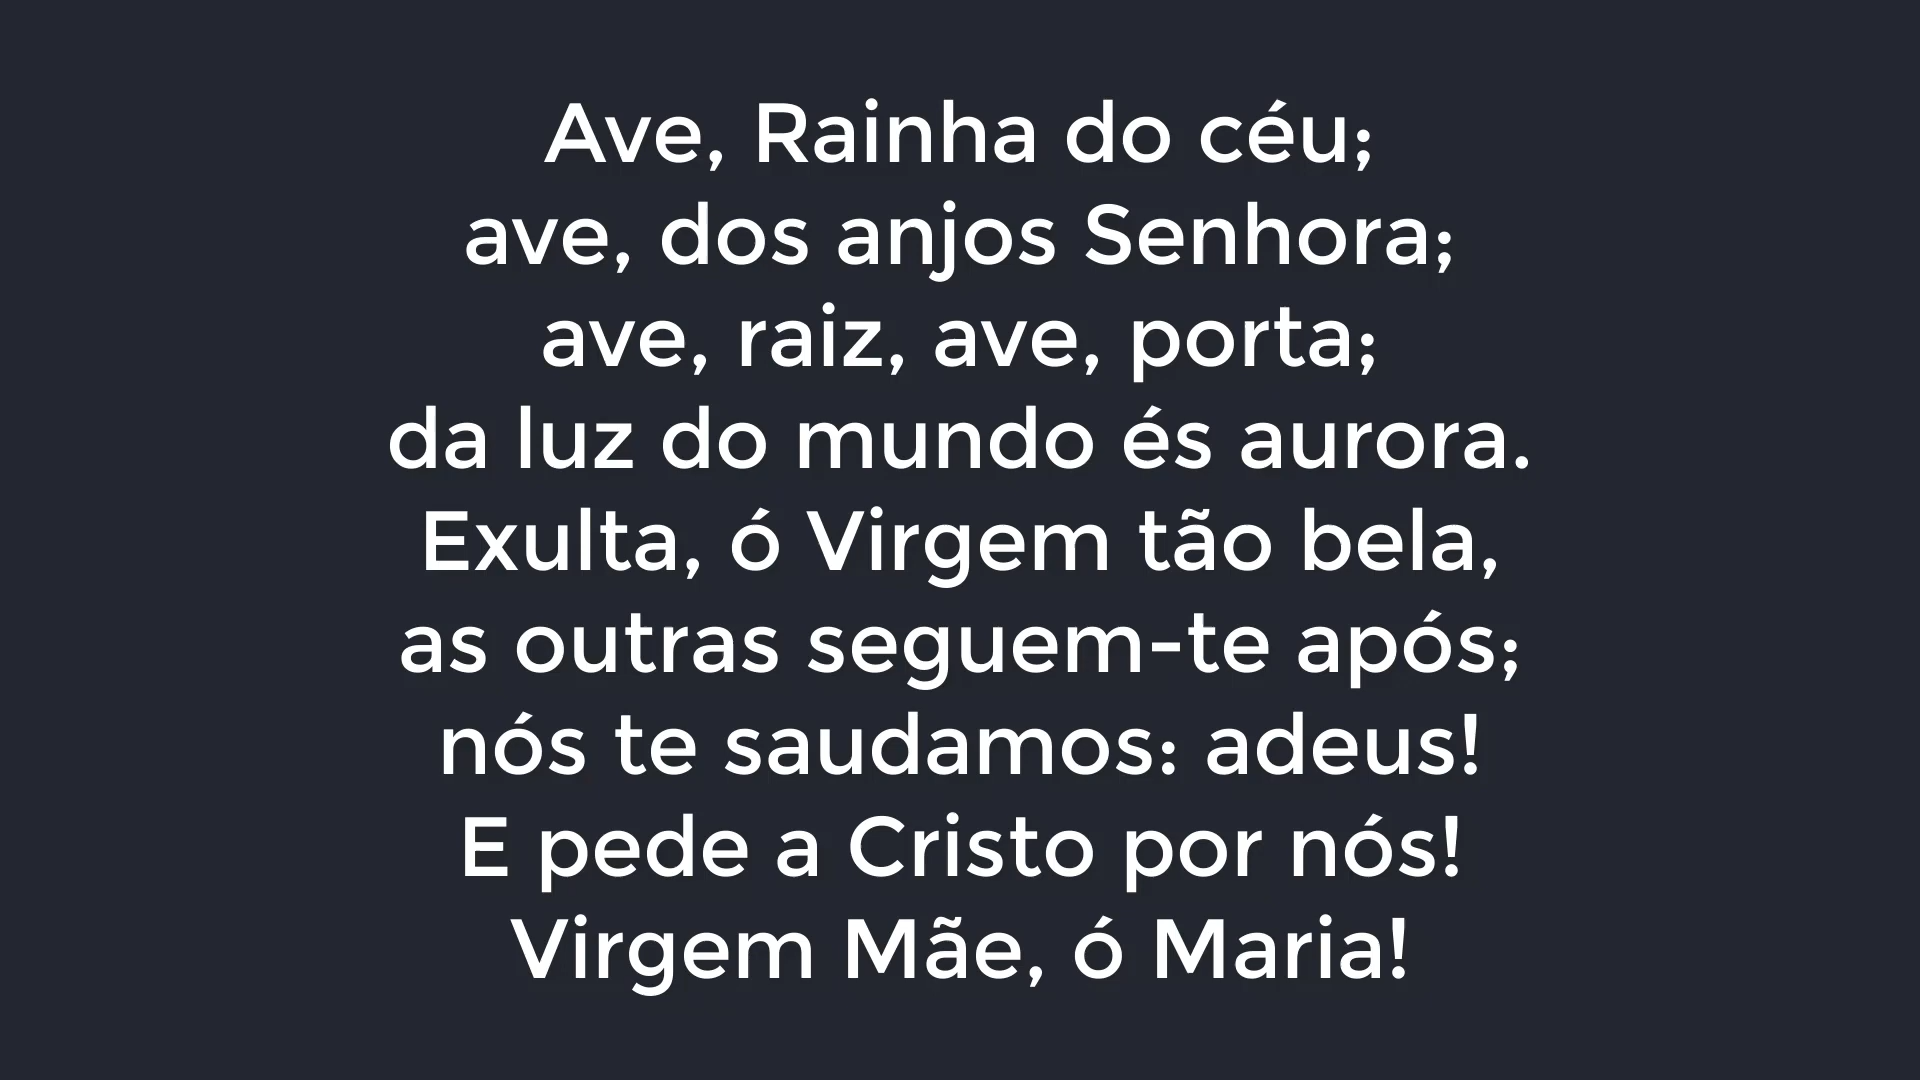 Ave, Rainha do céu;
ave, dos anjos Senhora;
ave, raiz, ave, porta;
da luz do mundo és aurora.
Exulta, ó Virgem tão bela,
as outras seguem-te após;
nós te saudamos: adeus!
E pede a Cristo por nós!
Virgem Mãe, ó Maria!